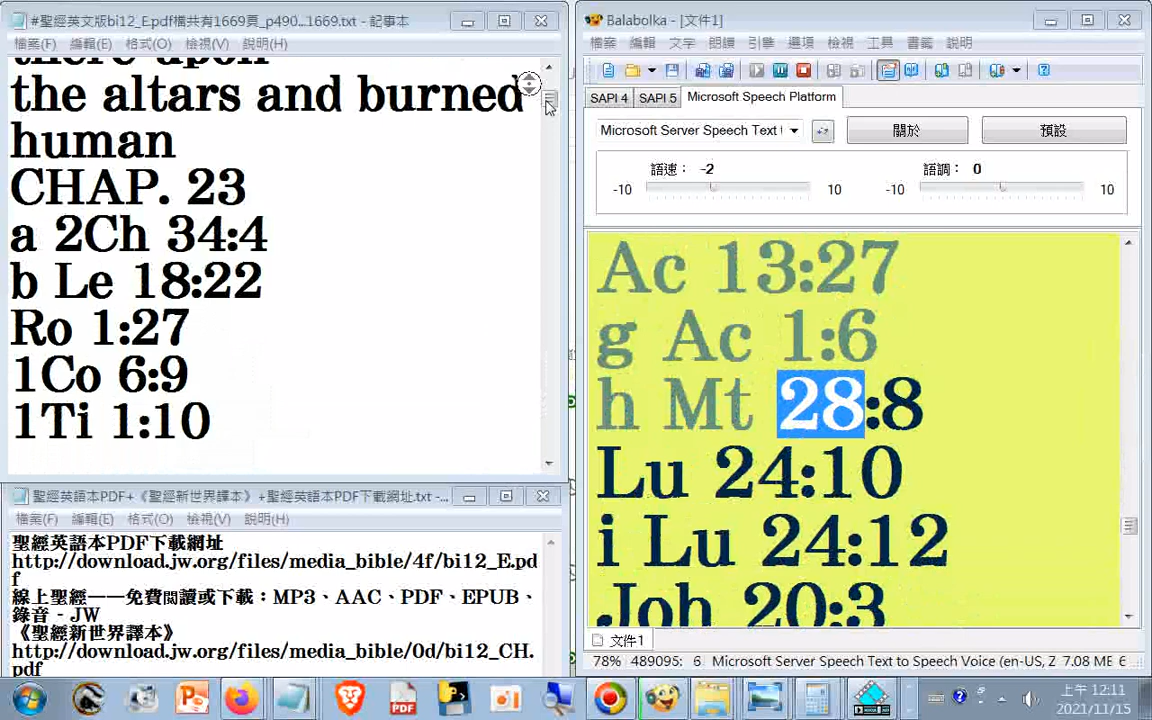 #聖經英文版bi12_E.pdf檔共有1669頁_p490...1669.txt - 記事本
檔案(F) 編輯(E) 格式(O) 檢視(V) 說明(H)
there upon
the altars and burned
human
CHAP. 23
a 2Ch 34:4
b Le 18:22
Ro 1:27
1Co 6:9
1Ti 1:10
聖經英語本PDF+《聖經新世界譯本》+聖經英語本PDF下載網址.txt - ...
檔案(F) 編輯(E) 格式(O) 檢視(V) 說明(H)
聖經英語本PDF下載網址
http://download.jw.org/files/media_bible/4f/bi12_E.pd
f
線上聖經——免費閱讀或下載：MP3、AAC、PDF、EPUB、
錄音 - JW
《聖經新世界譯本》
http://download.jw.org/files/media_bible/0d/bi12_CH.
pdf
Balabolka - [文件1]
檔案 編輯 文字 朗讀 引擎 選項 檢視 工具 書籤 說明
SAPI 4 SAPI 5 Microsoft Speech Platform
Microsoft Server Speech Text 關於 預設
語速： -2 語調： 0
-10 10 -10 10
Ac 13:27
g Ac 1:6
h Mt 28:8
Lu 24:10
i Lu 24:12
Joh 20:3
文件1
78% 489095: 6 Microsoft Server Speech Text to Speech Voice (en-US, Z 7.08 MB 6
PDF
上午 12:11
2021/11/15